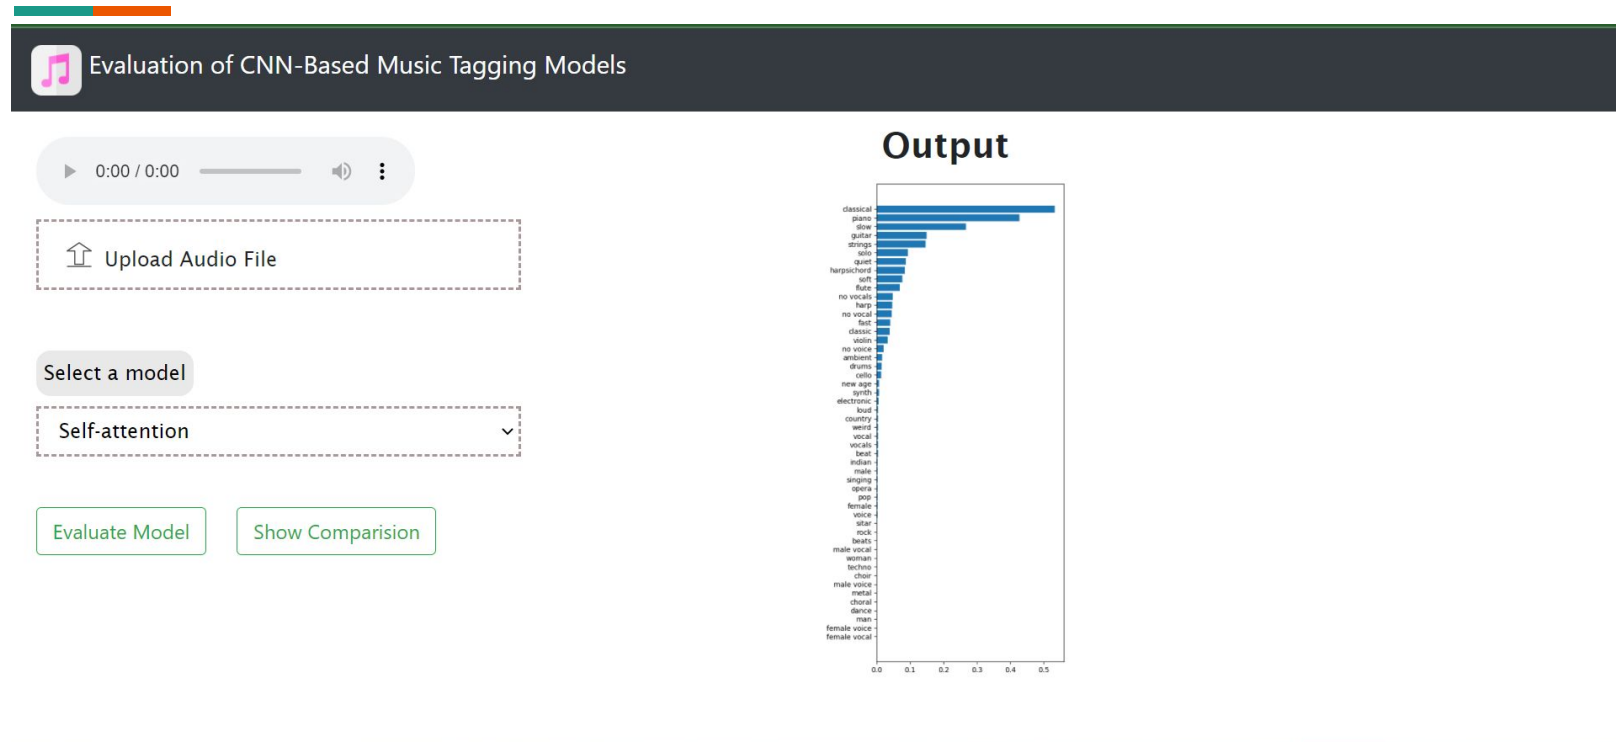 Evaluation of CNN-Based Music Tagging Models
0:00 / 0:00
Upload Audio File
Select a model
Self-attention
Evaluate Model
Show Comparision
Output
classical
piano
slow
guitar
strings
solo
quiet
harpsichord
soft
flute
no vocals
harp
no vocal
fast
classic
violin
no voice
ambient
drums
cello
new age
synth
electronic
loud
country
weird
vocal
vocals
beat
indian
male
singing
opera
pop
female
voice
sitar
rock
beats
male vocal
woman
techno
choir
male voice
metal
choral
dance
man
female voice
female vocal
0.0 0.1 0.2 0.3 0.4 0.5